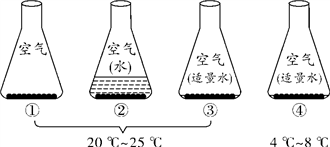 空气 空气 空气 空气
(水) (适量水) (适量水)
① ② ③ ④
20 ℃~25 ℃ 4 ℃~8 ℃